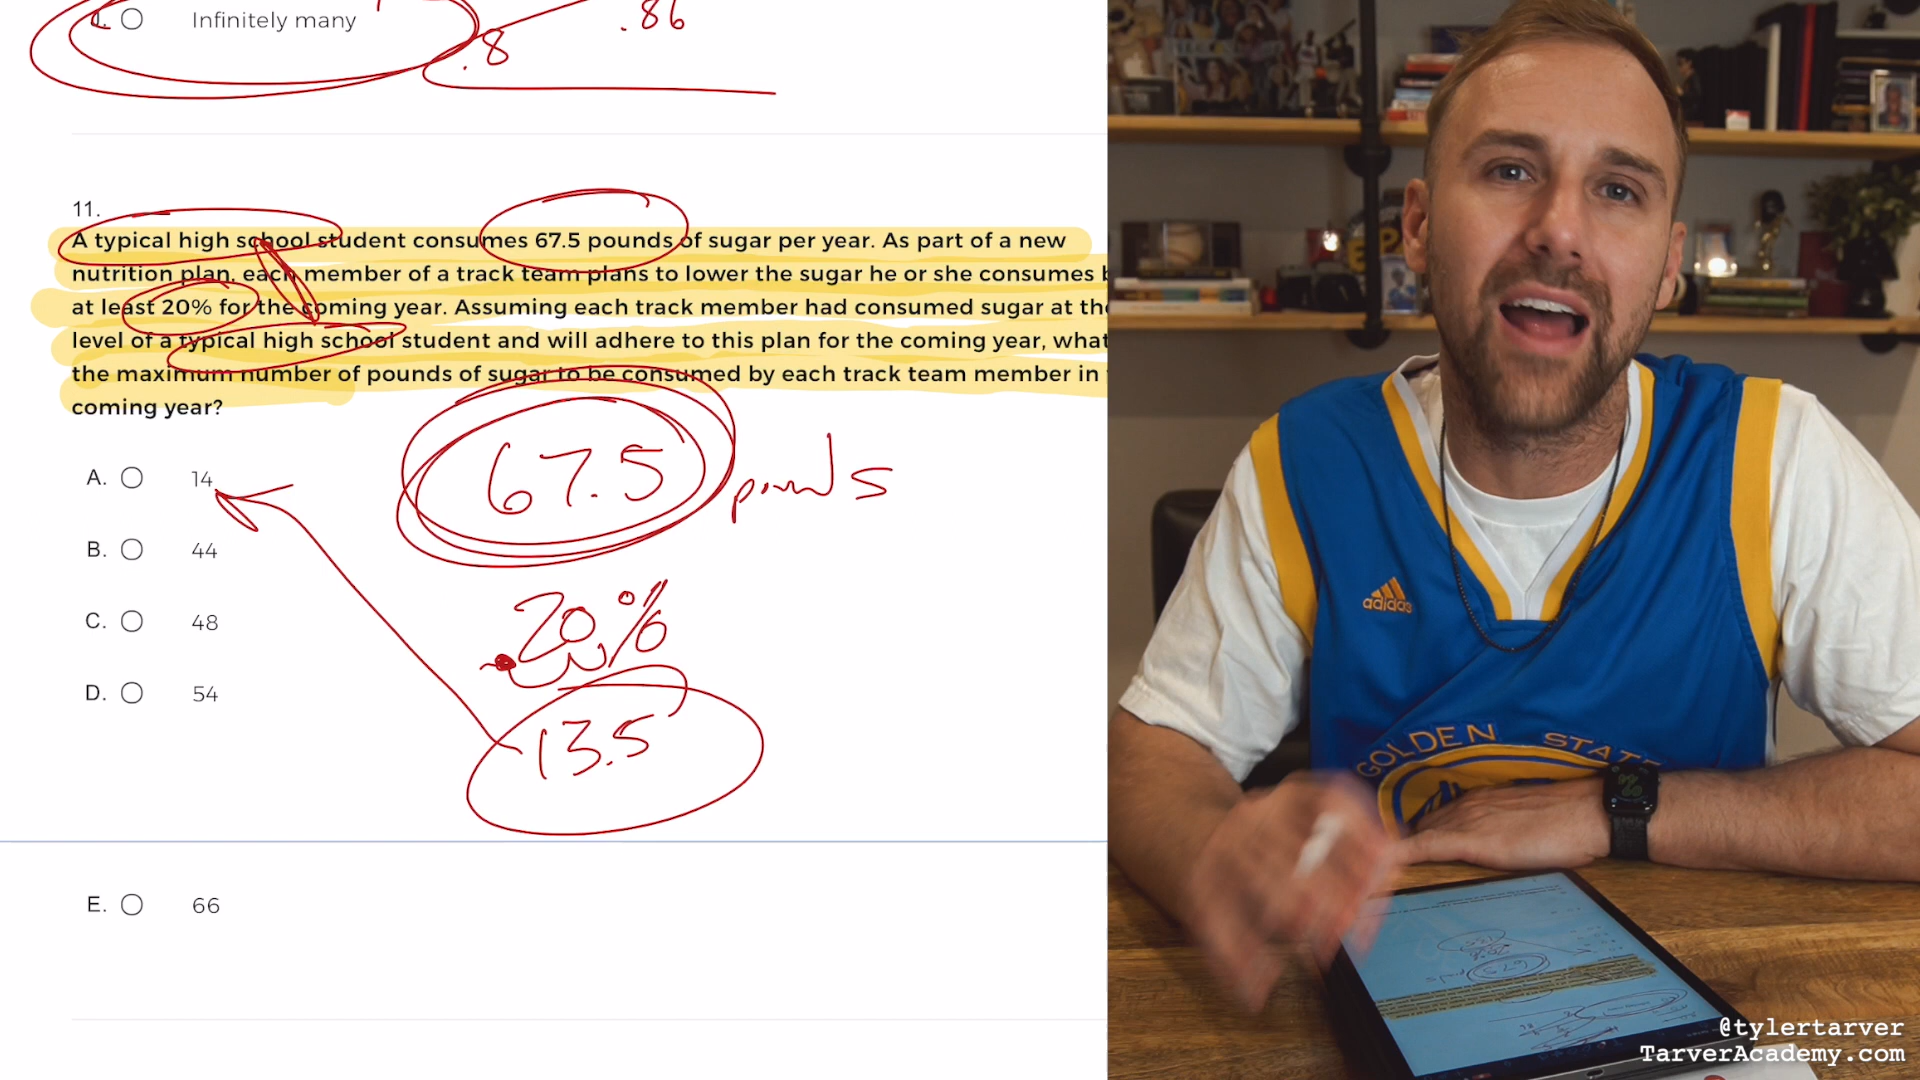 Infinitely many
.86
.8
11.
A typical high school student consumes 67.5 pounds of sugar per year. As part of a new
nutrition plan, each member of a track team plans to lower the sugar he or she consumes
at least 20% for the coming year. Assuming each track member had consumed sugar at the
level of a typical high school student and will adhere to this plan for the coming year, what
the maximum number of pounds of sugar to be consumed by each track team member in
coming year?
67.5 pounds
A. 14
B. 44
C. 48
D. 54
.20%
13.5
E. 66
adidas
GOLDEN STATE
@tylertarver
TarverAcademy.com